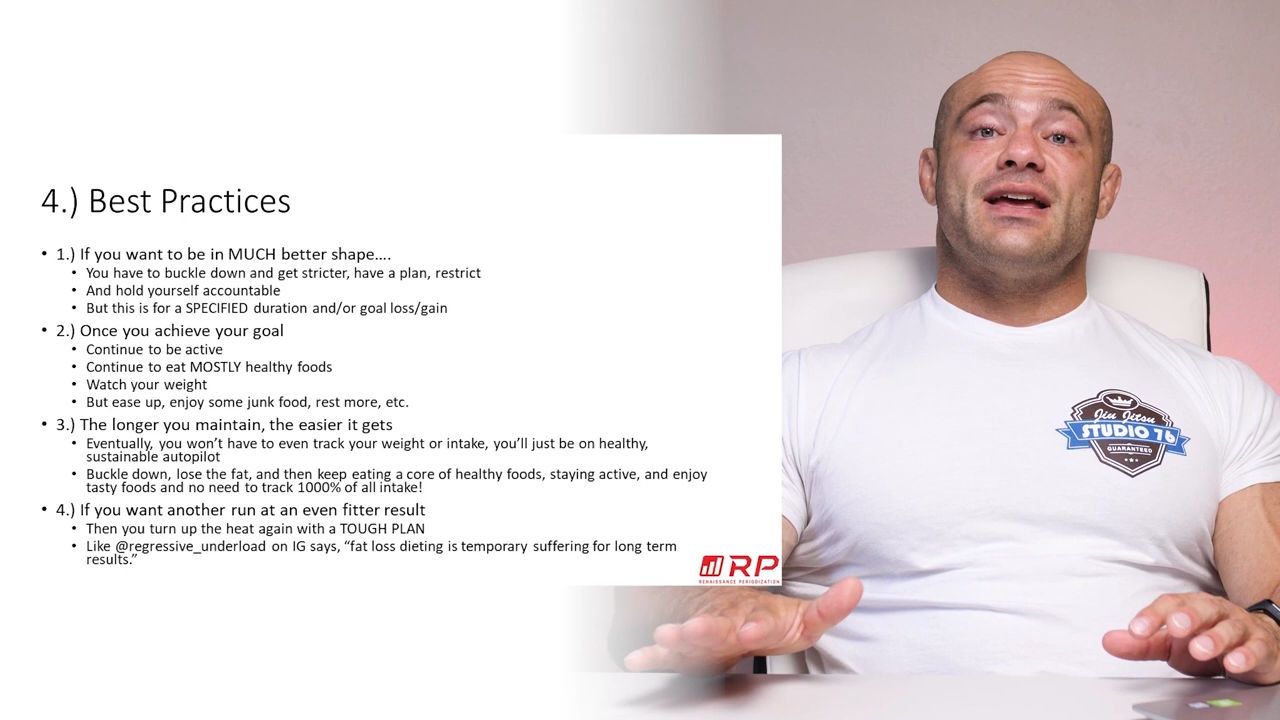 4.) Best Practices
• 1.) If you want to be in MUCH better shape....
• You have to buckle down and get stricter, have a plan, restrict
• And hold yourself accountable
• But this is for a SPECIFIED duration and/or goal loss/gain
• 2.) Once you achieve your goal
• Continue to be active
• Continue to eat MOSTLY healthy foods
• Watch your weight
• But ease up, enjoy some junk food, rest more, etc.
• 3.) The longer you maintain, the easier it gets
• Eventually, you won't have to even track your weight or intake, you'll just be on healthy,
sustainable autopilot
• Buckle down, lose the fat, and then keep eating a core of healthy foods, staying active, and enjoy
tasty foods and no need to track 1000% of all intake!
• 4.) If you want another run at an even fitter result
• Then you turn up the heat again with a TOUGH PLAN
• Like @regressive_underload on IG says, “fat loss dieting is temporary suffering for long term
results.”
RP
RENAISSANCE PERIODIZATION
Jiu Jitsu
STUDIO 76
GUARANTEED